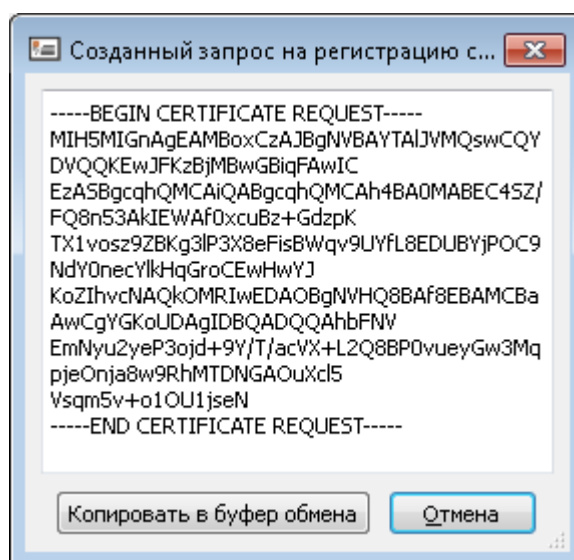 Созданный запрос на регистрацию с...
-----BEGIN CERTIFICATE REQUEST-----
MIH5MIGnAgEAMBoxCzAJBgNVBAYTAlJVMQswCQY
DVQQKEwJFKzBjMBwGBiqFAwIC
EzASBgcqhQMCAiQABgcqhQMCAh4BA0MABEC4SZ/
FQ8n53AkIEWAf0xcuBz+GdzpK
TX1vosz9ZBKg3lP3X8eFisBWqv9UYfL8EDUBYjPOC9
NdY0necYlkHqGroCEwHwYJ
KoZIhvcNAQkOMRIwEDAOBgNVHQ8BAf8EBAMCBa
AwCgYGKoUDAgIDBQADQQAhbFNV
EmNyu2yeP3ojd+9Y/T/acVX+L2Q8BP0vueyGw3Mq
pjeOnja8w9RhMTDNGAOuXcl5
Vsqm5v+o1OU1jseN
-----END CERTIFICATE REQUEST-----
Копировать в буфер обмена
Отмена